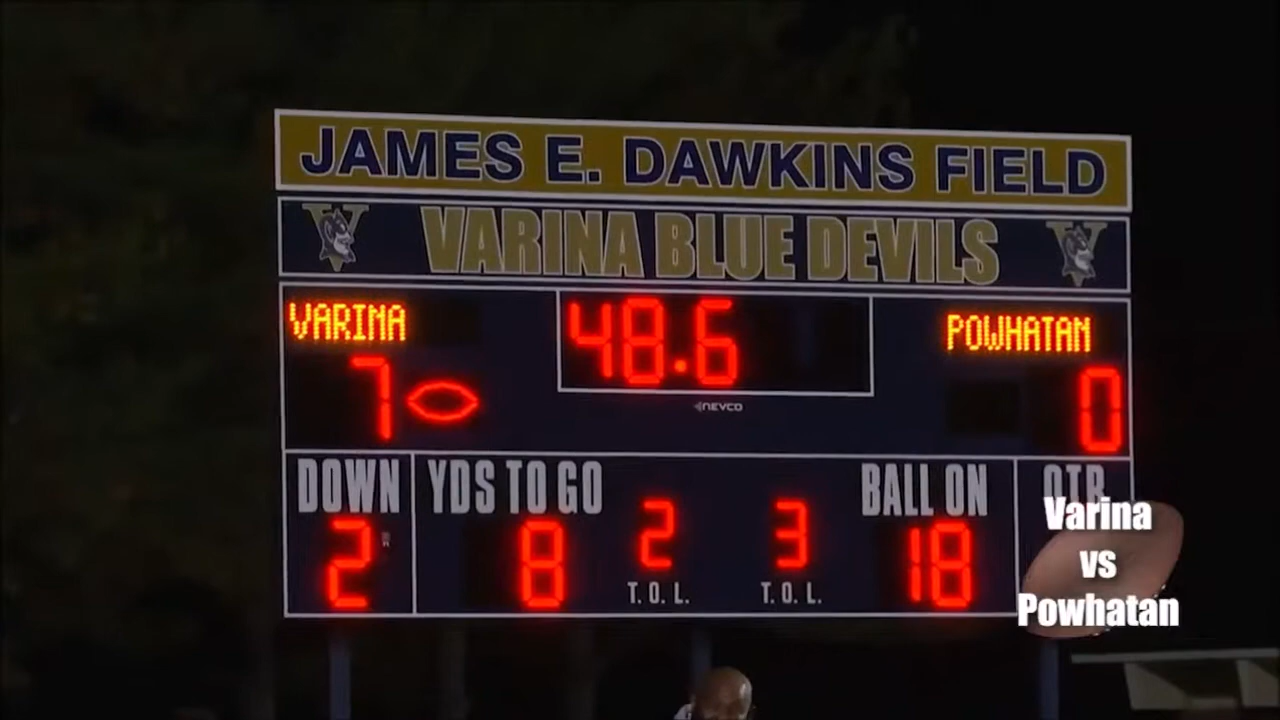 JAMES E. DAWKINS FIELD
VARINA BLUE DEVILS
VARINA 48.6 POWHATAN
7 0
NEVCO
DOWN YDS TO GO BALL ON QTR
2 8 2 3 18
T. O. L. T. O. L.
Varina
vs
Powhatan